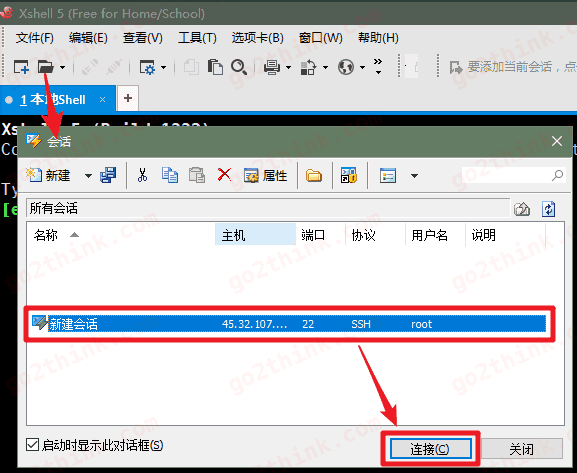 Xshell 5 (Free for Home/School)
文件(F) 编辑(E) 查看(V) 工具(T) 选项卡(B) 窗口(W) 帮助(H)
要添加当前会话，点
1 本地Shell × +
会话
新建 属性
所有会话
名称 主机 端口 协议 用户名 说明
新建会话 45.32.107.... 22 SSH root
启动时显示此对话框(S)
连接(C) 关闭
go2think.com